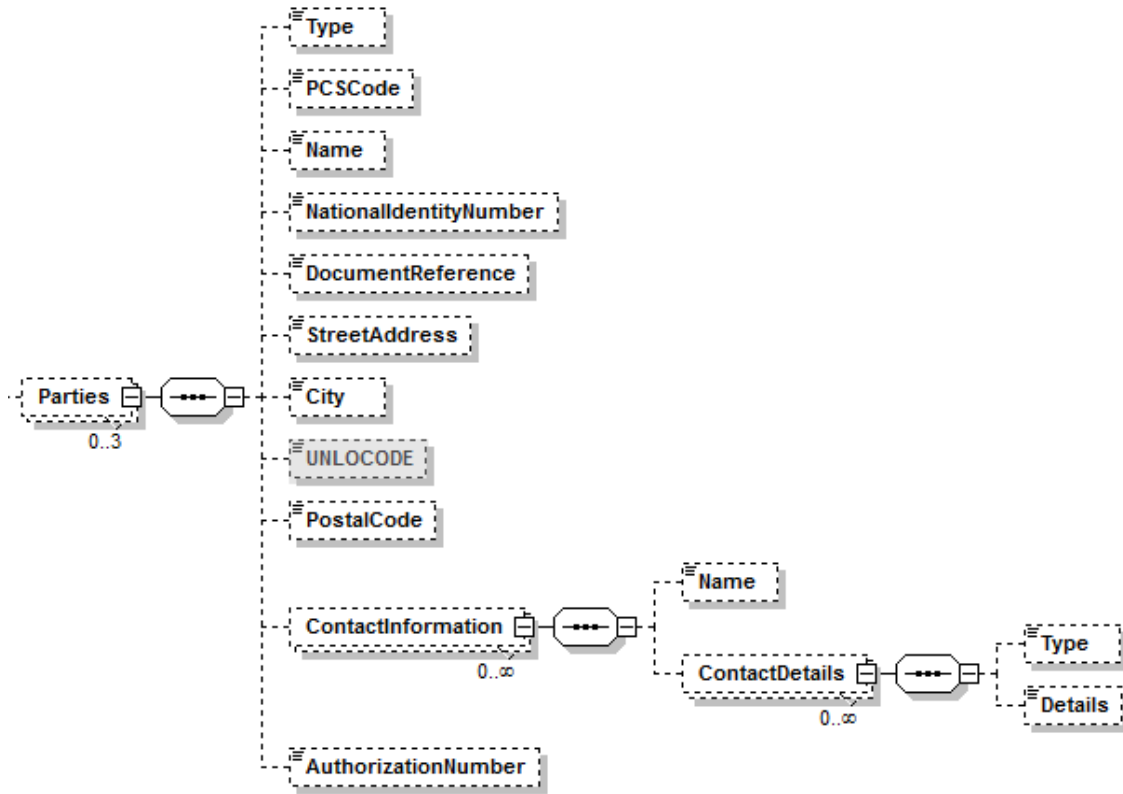 Type
PCSCode
Name
NationalIdentityNumber
DocumentReference
StreetAddress
Parties
0..3
City
UNLOCODE
PostalCode
ContactInformation
0..∞
Name
ContactDetails
0..∞
Type
Details
AuthorizationNumber